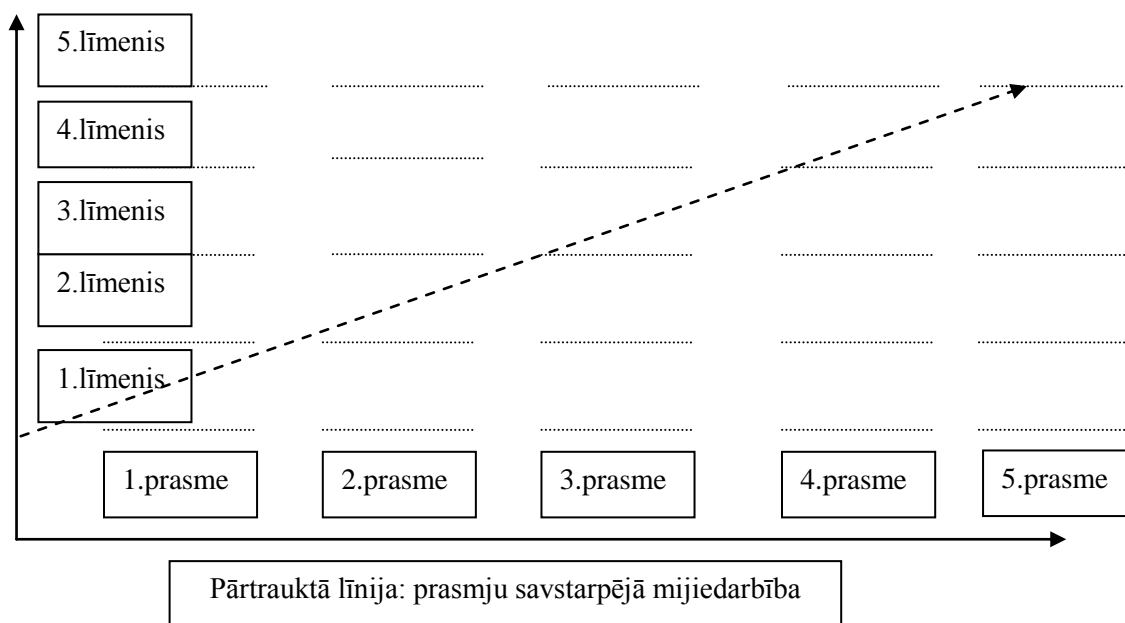 5.līmenis
4.līmenis
3.līmenis
2.līmenis
1.līmenis
1.prasme 2.prasme 3.prasme 4.prasme 5.prasme
Pārtrauktā līnija: prasmju savstarpējā mijiedarbība